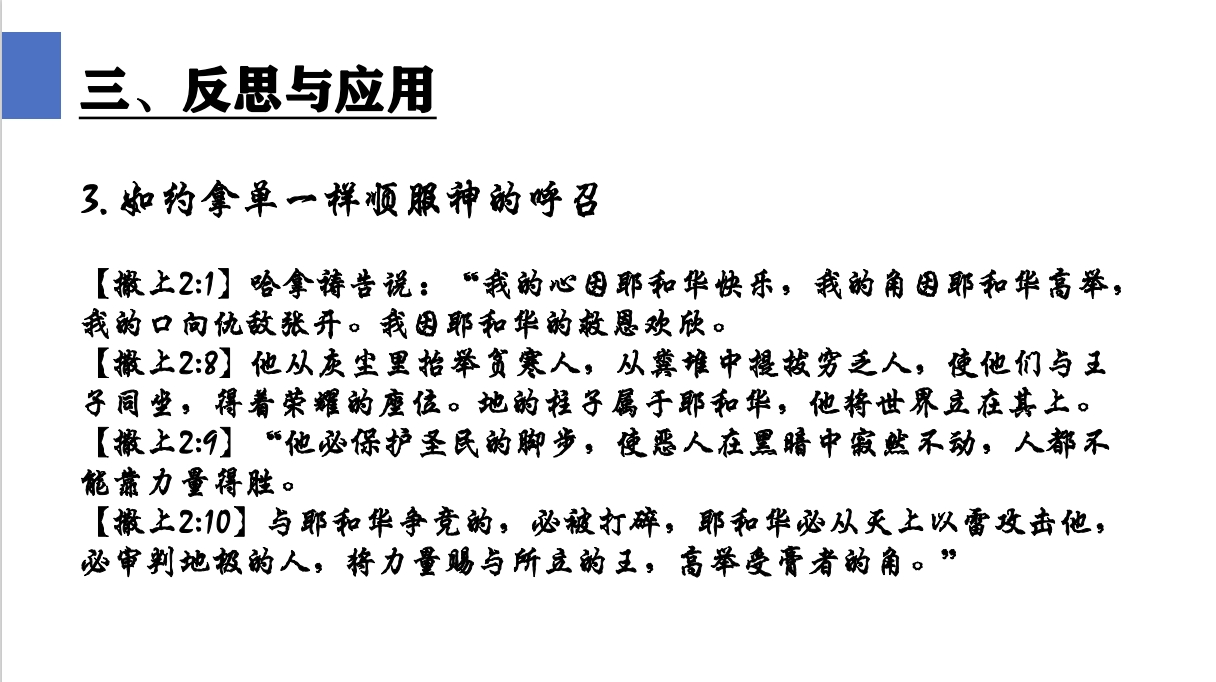 三、反思与应用
3. 如约拿单一样顺服神的呼召
【撒上2:1】哈拿祷告说：“我的心因耶和华快乐，我的角因耶和华高举，
我的口向仇敌张开。我因耶和华的救恩欢欣。
【撒上2:8】他从灰尘里抬举贫寒人，从粪堆中提拔穷乏人，使他们与王
子同坐，得着荣耀的座位。地的柱子属于耶和华，他将世界立在其上。
【撒上2:9】“他必保护圣民的脚步，使恶人在黑暗中寂然不动，人都不
能靠力量得胜。
【撒上2:10】与耶和华争竞的，必被打碎，耶和华必从天上以雷攻击他，
必审判地极的人，将力量赐与所立的王，高举受膏者的角。”